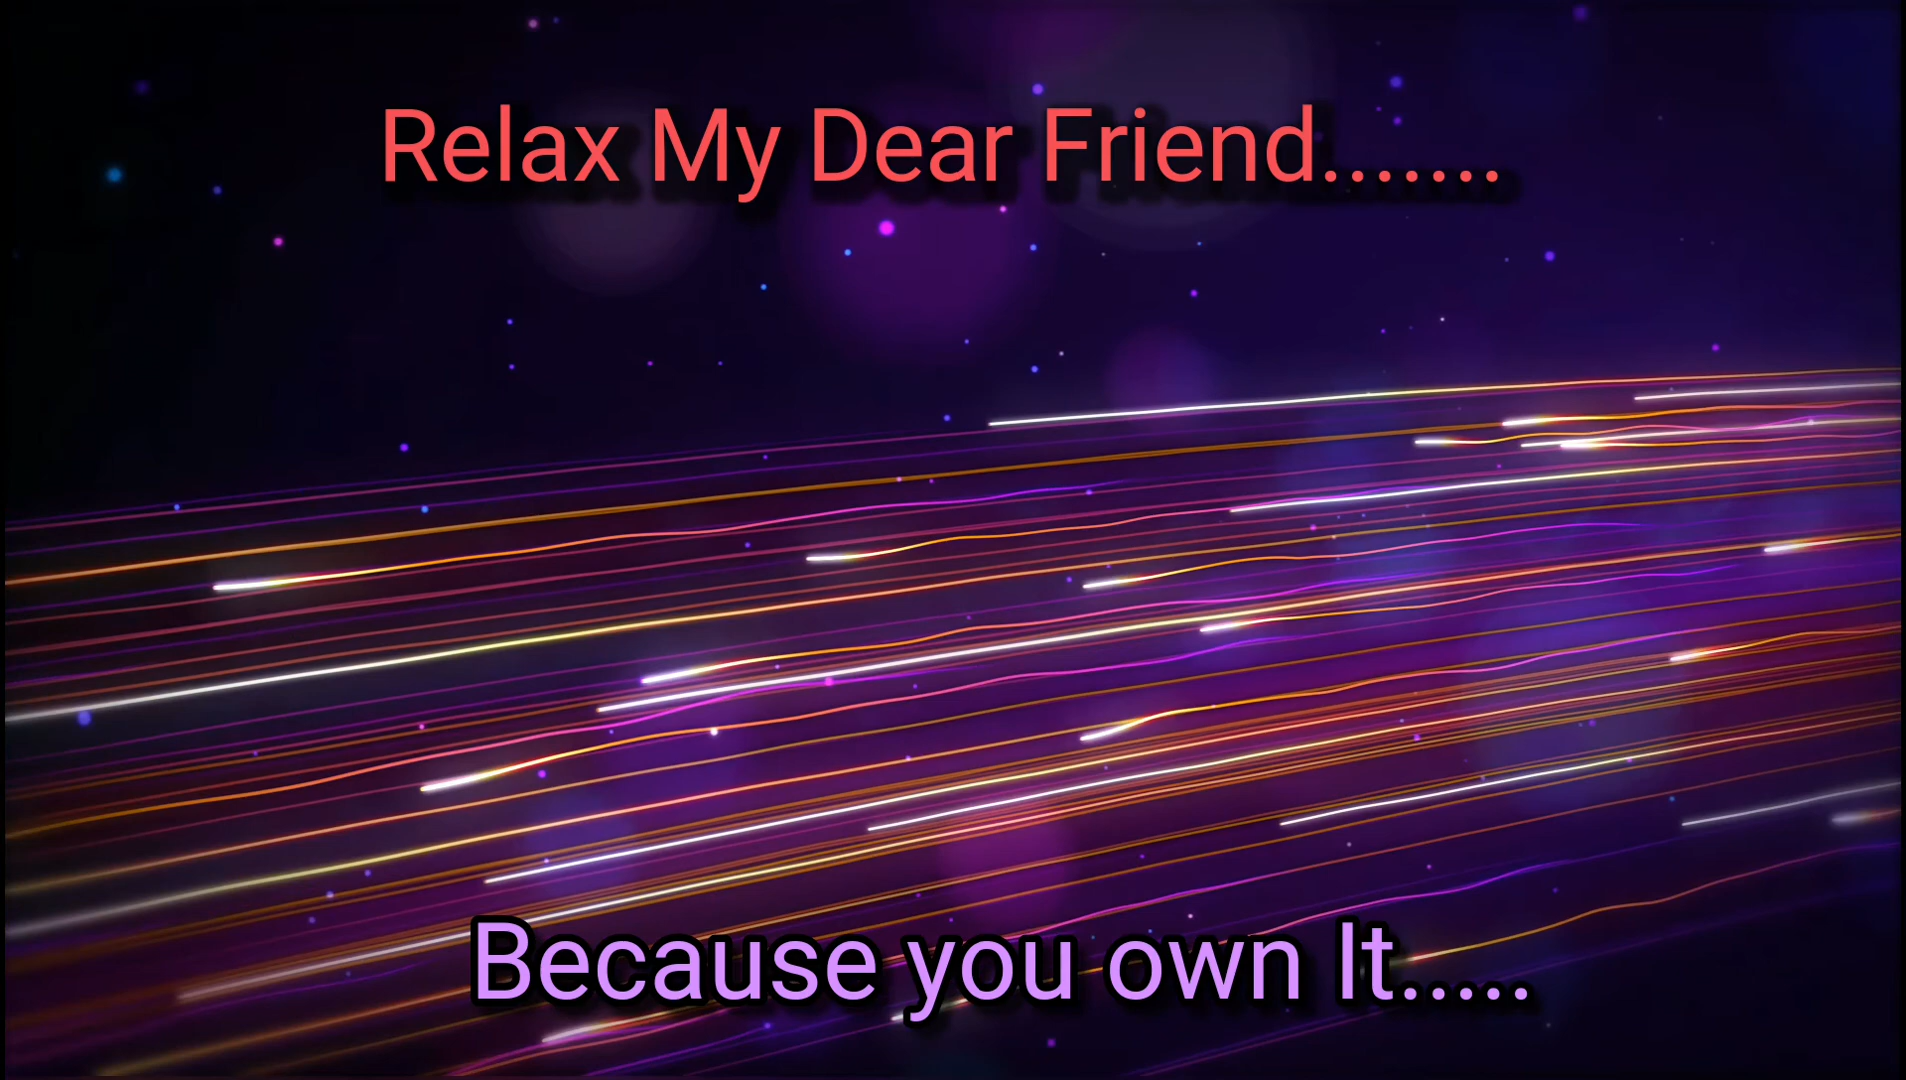 Relax My Dear Friend.......
Because you own It.....